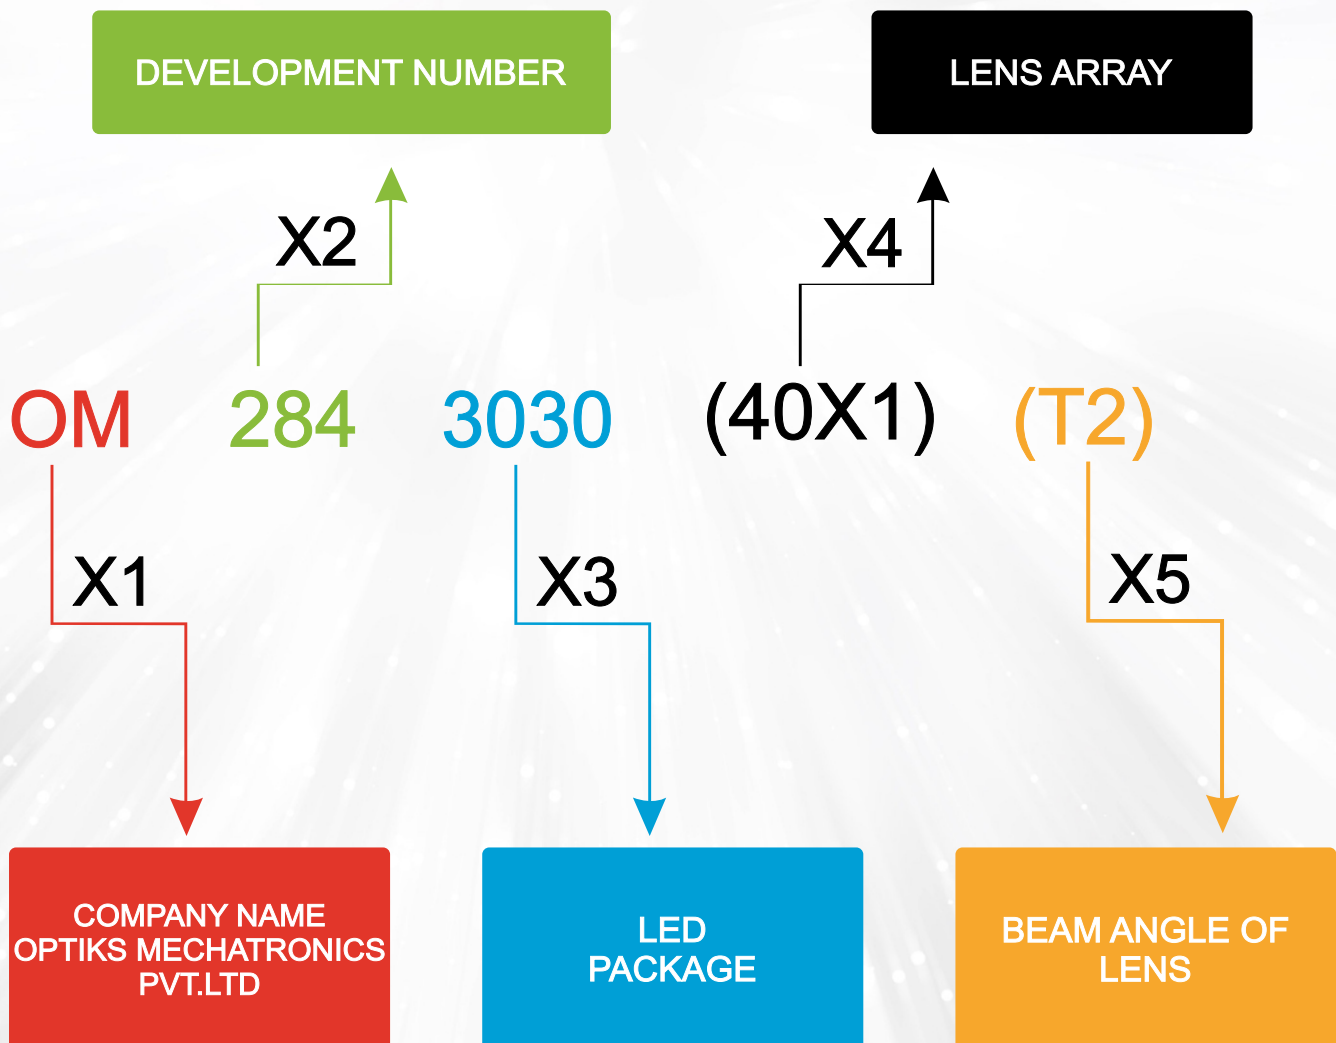 DEVELOPMENT NUMBER
LENS ARRAY
X2
X4
OM 284 3030 (40X1) (T2)
X1
X3
X5
COMPANY NAME
OPTIKS MECHATRONICS
PVT.LTD
LED
PACKAGE
BEAM ANGLE OF
LENS